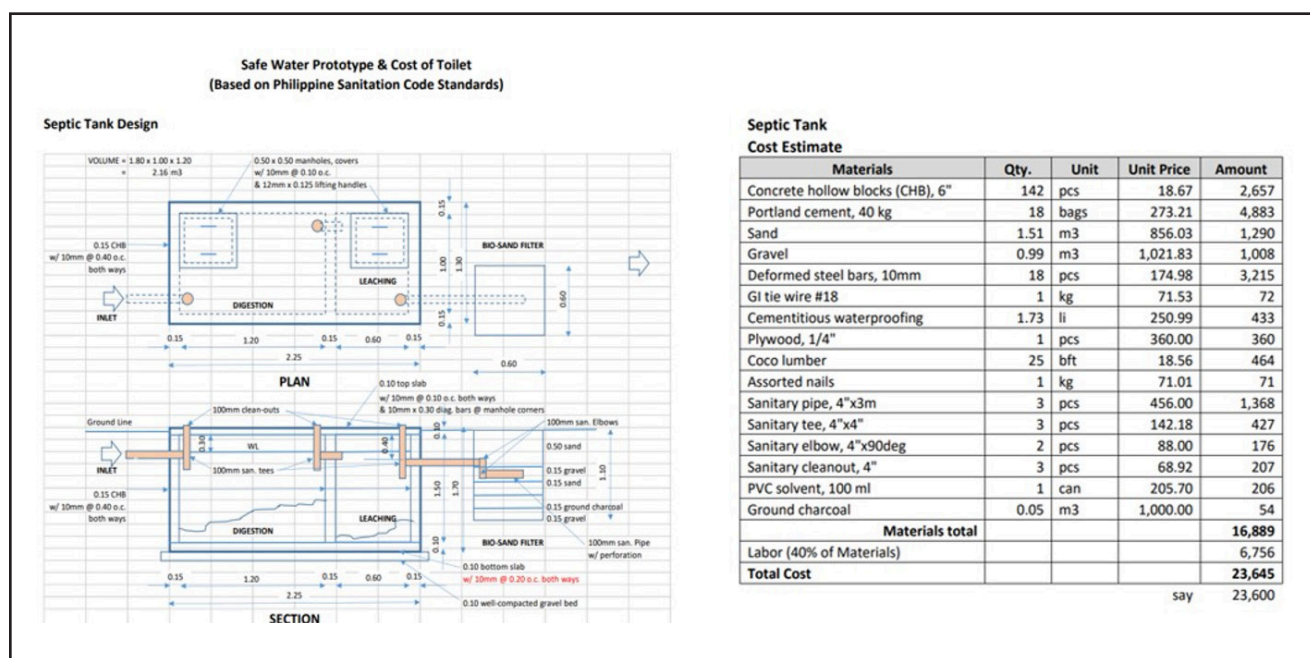 Safe Water Prototype & Cost of Toilet
(Based on Philippine Sanitation Code Standards)
Septic Tank Design
VOLUME = 1.80 x 1.00 x 1.20
= 2.16 m3
0.50 x 0.50 manholes, covers
w/ 10mm @ 0.10 o.c.
& 12mm x 0.125 lifting handles
0.15 CHB
w/ 10mm @ 0.40 o.c.
both ways
INLET
DIGESTION
LEACHING
0.15
1.00
1.30
0.15
BIO-SAND FILTER
0.60
0.60
0.15 1.20 0.15 0.60 0.15
2.25
PLAN
0.10 top slab
w/ 10mm @ 0.10 o.c. both ways
& 10mm x 0.30 diag. bars @ manhole corners
100mm clean-outs
Ground Line
100mm san. Elbows
0.30
WL
0.40
0.10
INLET
100mm san. tees
0.50 sand
0.15 gravel
0.15 sand
1.10
0.15 CHB
w/ 10mm @ 0.40 o.c.
both ways
1.50
1.70
0.15 ground charcoal
0.15 gravel
DIGESTION
LEACHING
0.10
BIO-SAND FILTER
100mm san. Pipe
w/ perforation
0.10 bottom slab
w/ 10mm @ 0.20 o.c. both ways
0.15 1.20 0.15 0.60 0.15
2.25
0.10 well-compacted gravel bed
SECTION
Septic Tank
Cost Estimate
Materials Qty. Unit Unit Price Amount
Concrete hollow blocks (CHB), 6" 142 pcs 18.67 2,657
Portland cement, 40 kg 18 bags 273.21 4,883
Sand 1.51 m3 856.03 1,290
Gravel 0.99 m3 1,021.83 1,008
Deformed steel bars, 10mm 18 pcs 174.98 3,215
GI tie wire #18 1 kg 71.53 72
Cementitious waterproofing 1.73 li 250.99 433
Plywood, 1/4" 1 pcs 360.00 360
Coco lumber 25 bft 18.56 464
Assorted nails 1 kg 71.01 71
Sanitary pipe, 4"x3m 3 pcs 456.00 1,368
Sanitary tee, 4"x4" 3 pcs 142.18 427
Sanitary elbow, 4"x90deg 2 pcs 88.00 176
Sanitary cleanout, 4" 3 pcs 68.92 207
PVC solvent, 100 ml 1 can 205.70 206
Ground charcoal 0.05 m3 1,000.00 54
Materials total 16,889
Labor (40% of Materials) 6,756
Total Cost 23,645
say 23,600